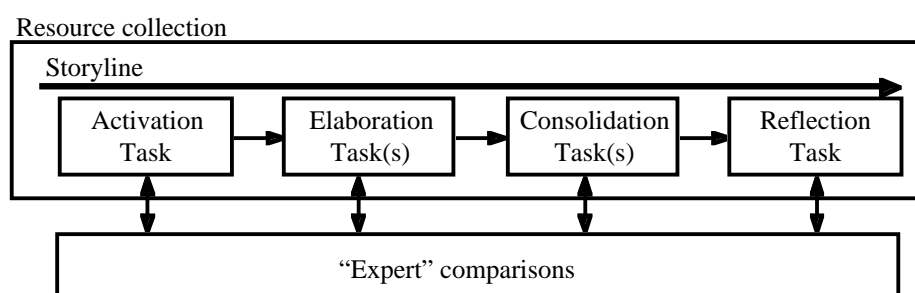 Resource collection
Storyline
Activation
Task
Elaboration
Task(s)
Consolidation
Task(s)
Reflection
Task
“Expert” comparisons